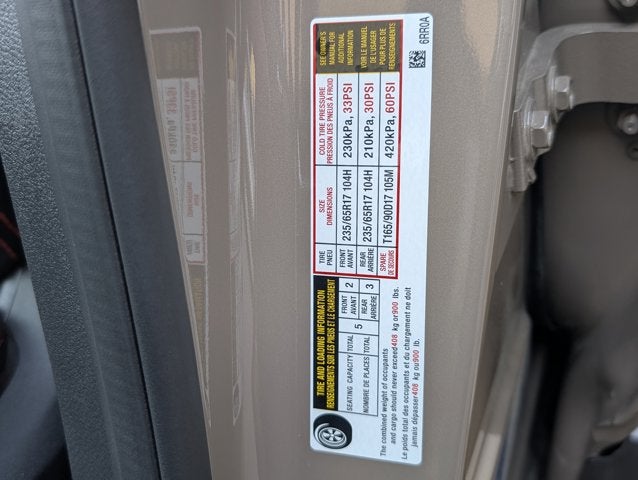 TIRE AND LOADING INFORMATION
RENSEIGNEMENTS SUR LES PNEUS ET LE CHARGEMENT
SEATING CAPACITY TOTAL 5 FRONT AVANT 2
NOMBRE DE PLACES TOTAL REAR ARRIÈRE 3
The combined weight of occupants
and cargo should never exceed 408 kg or 900 lbs.
Le poids total des occupants et du chargement ne doit
jamais dépasser 408 kg ou 900 lb.
TIRE PNEU
SIZE DIMENSIONS
COLD TIRE PRESSURE
PRESSION DES PNEUS À FROID
FRONT AVANT 235/65R17 104H 230kPa, 33PSI
REAR ARRIÈRE 235/65R17 104H 210kPa, 30PSI
SPARE DE SECOURS T165/90D17 105M 420kPa, 60PSI
SEE OWNER'S
MANUAL FOR
ADDITIONAL
INFORMATION
VOIR LE MANUEL
DE L'USAGER
POUR PLUS DE
RENSEIGNEMENTS
6RR0A